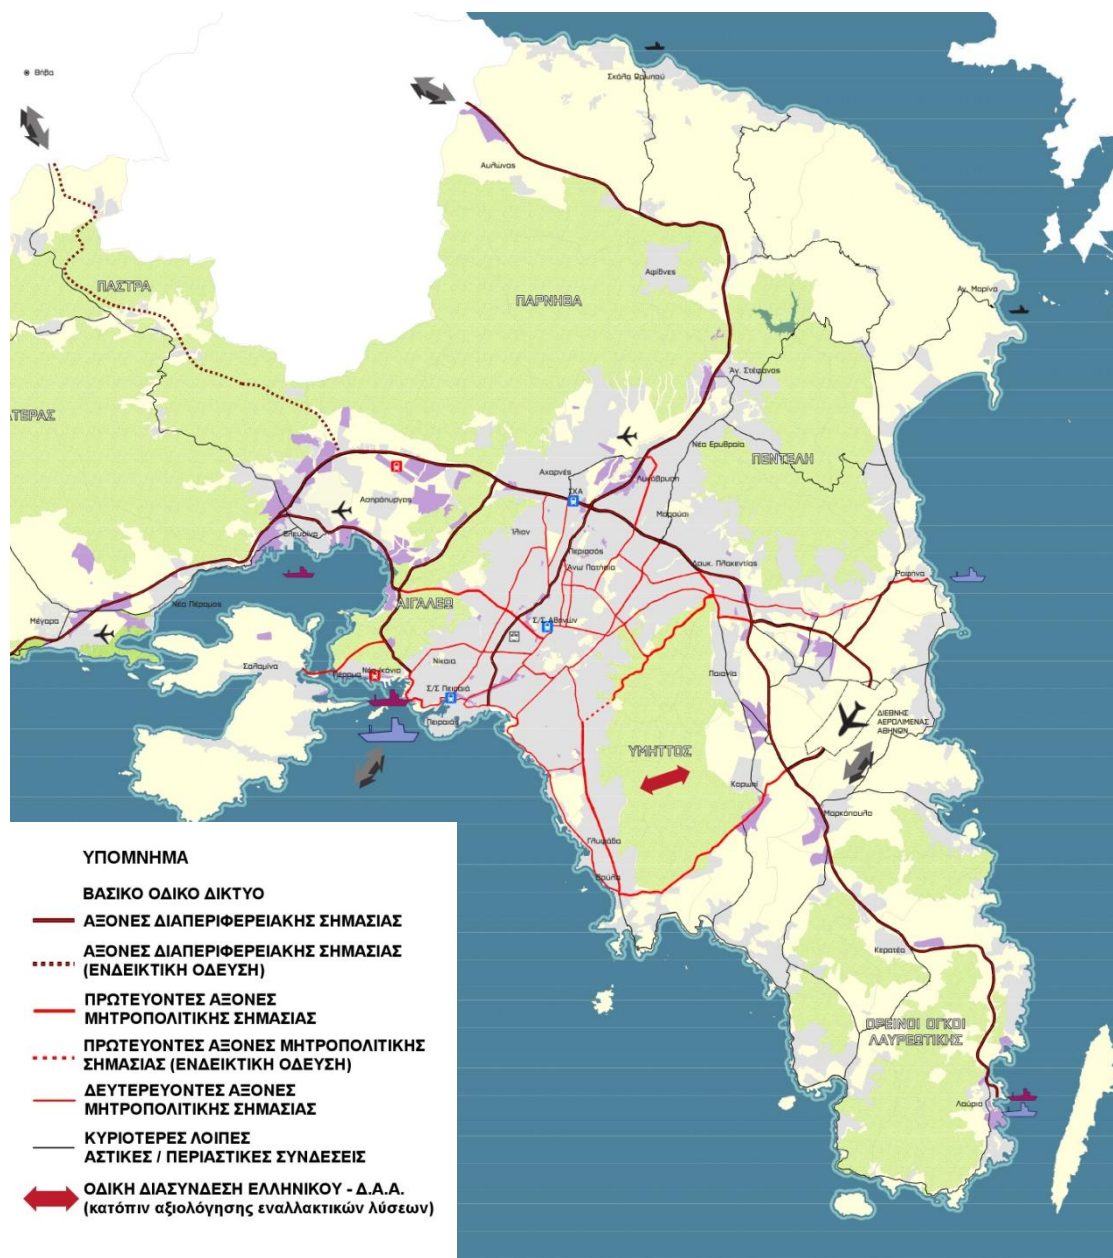 Θήβα
Σκάλα Ωρωπού
Αυλώνας
Αφίδνες
ΠΑΣΤΡΑ
ΠΑΡΝΗΘΑ
Αγ. Μαρίνα
Άγ. Στέφανος
ΑΤΕΡΑΣ
Νέα Ερυθραία
ΠΕΝΤΕΛΗ
Αχαρνές
Λυκόβρυση
Ασπρόπυργος
ΣΚΑ
Μαρούσι
Ίλιον
Ελευσίνα
Περισσός
Άνω Πατήσια
Δουκ. Πλακεντίας
Ραφήνα
Νέα Πέραμος
ΑΙΓΑΛΕΩ
Μέγαρα
Σ/Σ Αθηνών
Σαλαμίνα
Νίκαια
Πέραμα
Νέο Ικόνιο
Παιανία
Σ/Σ Πειραιά
Πειραιάς
ΔΙΕΘΝΗΣ
ΑΕΡΟΛΙΜΕΝΑΣ
ΑΘΗΝΩΝ
ΥΜΗΤΤΟΣ
Κορωπί
Μαρκόπουλο
Γλυφάδα
Βούλα
Κερατέα
ΟΡΕΙΝΟΙ ΟΓΚΟΙ
ΛΑΥΡΕΩΤΙΚΗΣ
Λαύριο
ΥΠΟΜΝΗΜΑ
ΒΑΣΙΚΟ ΟΔΙΚΟ ΔΙΚΤΥΟ
ΑΞΟΝΕΣ ΔΙΑΠΕΡΙΦΕΡΕΙΑΚΗΣ ΣΗΜΑΣΙΑΣ
ΑΞΟΝΕΣ ΔΙΑΠΕΡΙΦΕΡΕΙΑΚΗΣ ΣΗΜΑΣΙΑΣ
(ΕΝΔΕΙΚΤΙΚΗ ΟΔΕΥΣΗ)
ΠΡΩΤΕΥΟΝΤΕΣ ΑΞΟΝΕΣ
ΜΗΤΡΟΠΟΛΙΤΙΚΗΣ ΣΗΜΑΣΙΑΣ
ΠΡΩΤΕΥΟΝΤΕΣ ΑΞΟΝΕΣ ΜΗΤΡΟΠΟΛΙΤΙΚΗΣ
ΣΗΜΑΣΙΑΣ (ΕΝΔΕΙΚΤΙΚΗ ΟΔΕΥΣΗ)
ΔΕΥΤΕΡΕΥΟΝΤΕΣ ΑΞΟΝΕΣ
ΜΗΤΡΟΠΟΛΙΤΙΚΗΣ ΣΗΜΑΣΙΑΣ
ΚΥΡΙΟΤΕΡΕΣ ΛΟΙΠΕΣ
ΑΣΤΙΚΕΣ / ΠΕΡΙΑΣΤΙΚΕΣ ΣΥΝΔΕΣΕΙΣ
ΟΔΙΚΗ ΔΙΑΣΥΝΔΕΣΗ ΕΛΛΗΝΙΚΟΥ - Δ.Α.Α.
(κατόπιν αξιολόγησης εναλλακτικών λύσεων)